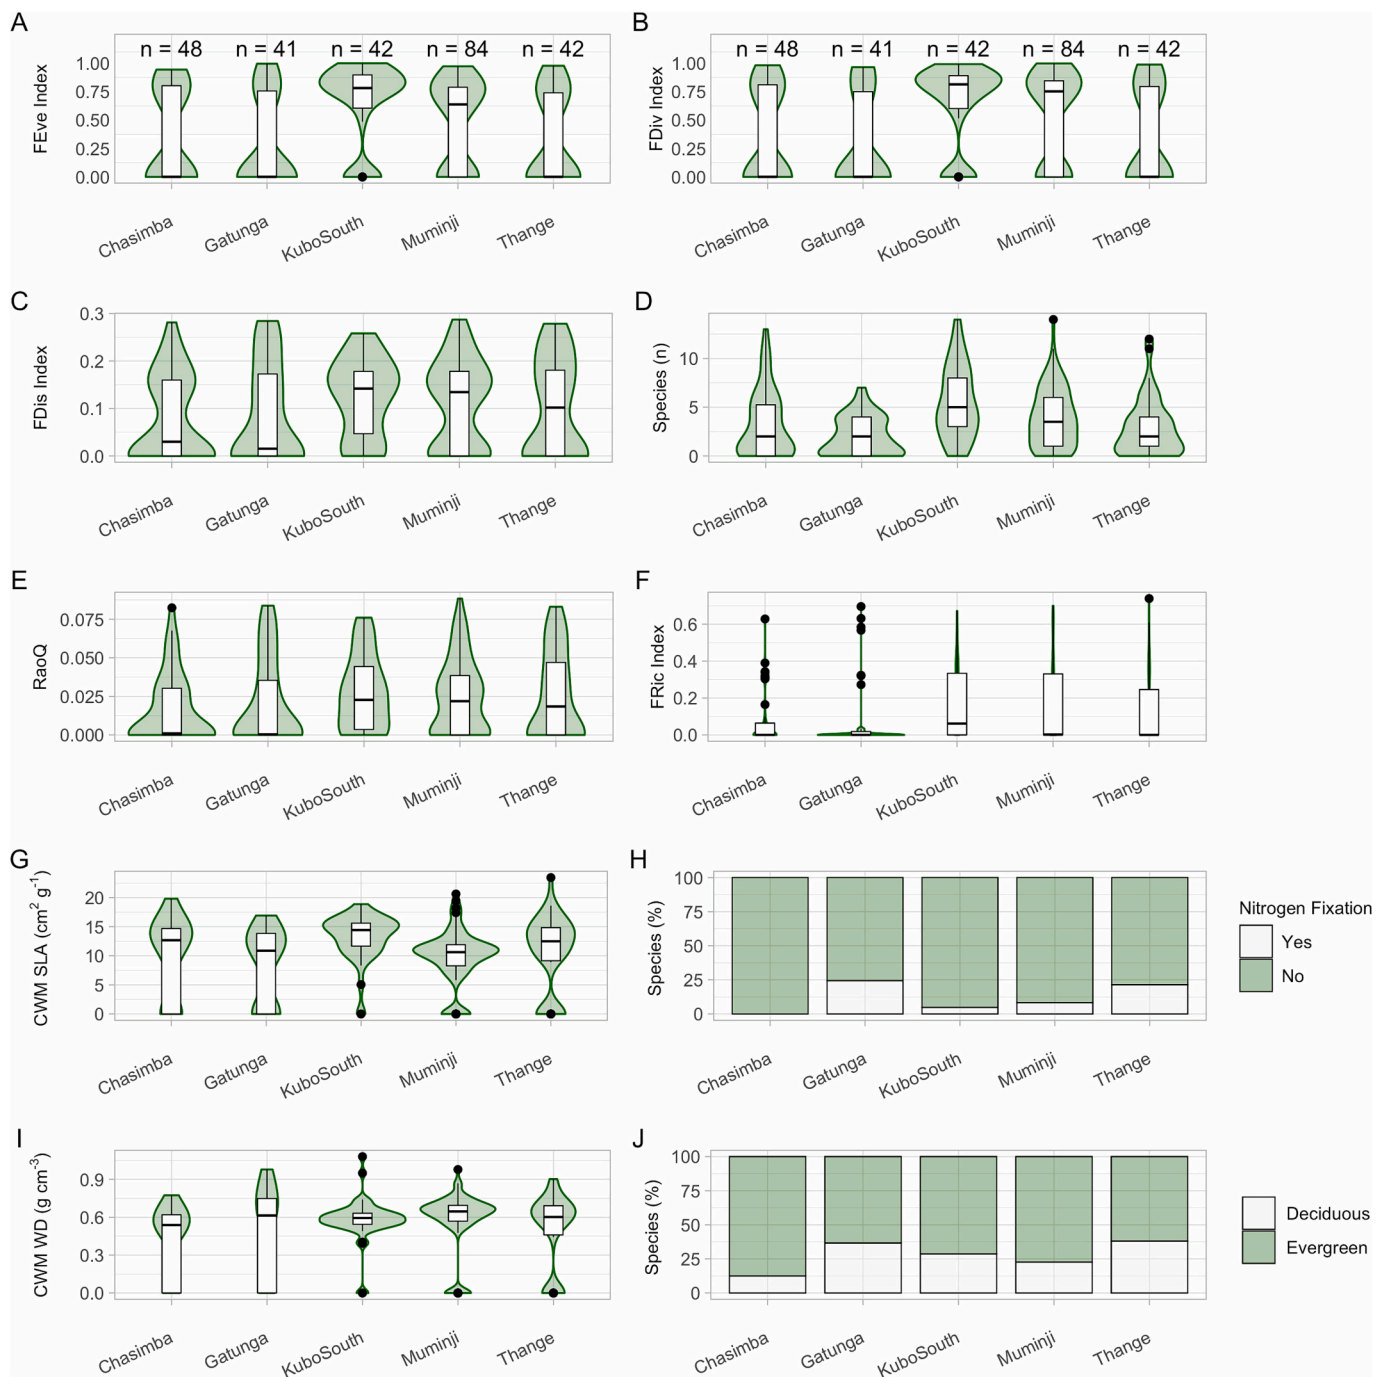 A
B
n = 48
n = 41
n = 42
n = 84
n = 42
n = 48
n = 41
n = 42
n = 84
n = 42
FEve Index
1.00
0.75
0.50
0.25
0.00
FDiv Index
1.00
0.75
0.50
0.25
0.00
Chasimba
Gatunga
KuboSouth
Muminji
Thange
Chasimba
Gatunga
KuboSouth
Muminji
Thange
C
D
FDis Index
0.3
0.2
0.1
0.0
Species (n)
10
5
0
Chasimba
Gatunga
KuboSouth
Muminji
Thange
Chasimba
Gatunga
KuboSouth
Muminji
Thange
E
F
RaoQ
0.075
0.050
0.025
0.000
FRic Index
0.6
0.4
0.2
0.0
Chasimba
Gatunga
KuboSouth
Muminji
Thange
Chasimba
Gatunga
KuboSouth
Muminji
Thange
G
H
CWM SLA (cm² g⁻¹)
20
15
10
5
0
Species (%)
100
75
50
25
0
Nitrogen Fixation
Yes
No
Chasimba
Gatunga
KuboSouth
Muminji
Thange
Chasimba
Gatunga
KuboSouth
Muminji
Thange
I
J
CWM WD (g cm⁻³)
0.9
0.6
0.3
0.0
Species (%)
100
75
50
25
0
Deciduous
Evergreen
Chasimba
Gatunga
KuboSouth
Muminji
Thange
Chasimba
Gatunga
KuboSouth
Muminji
Thange